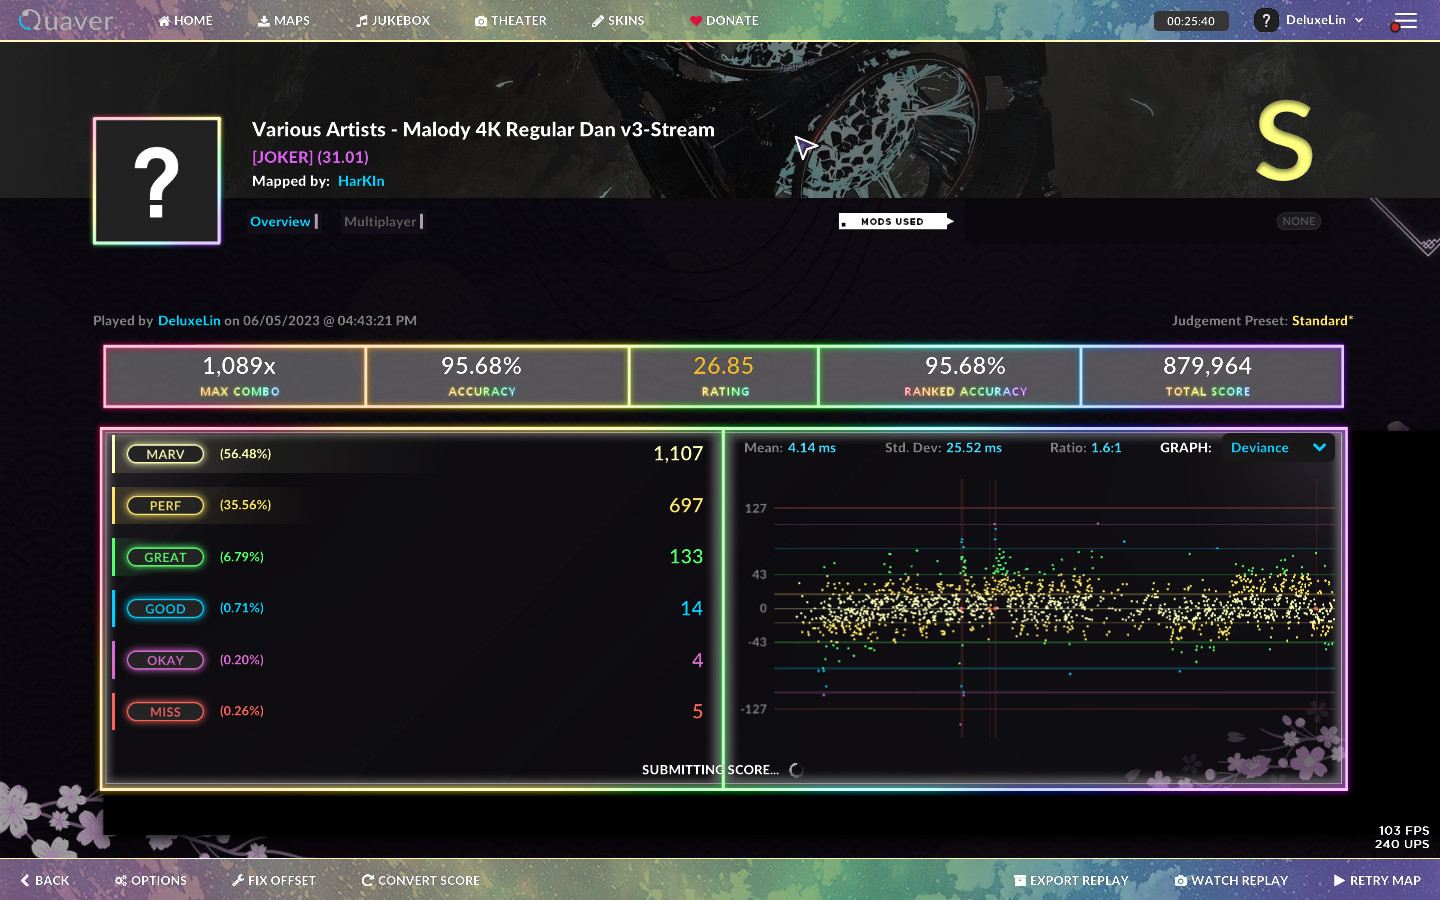 Quaver HOME MAPS JUKEBOX THEATER SKINS DONATE 00:25:40 ? DeluxeLin
?
Various Artists - Malody 4K Regular Dan v3-Stream
[JOKER] (31.01)
Mapped by: HarKIn
S
Overview Multiplayer MODS USED NONE
Played by DeluxeLin on 06/05/2023 @ 04:43:21 PM Judgement Preset: Standard*
1,089x 95.68% 26.85 95.68% 879,964
MAX COMBO ACCURACY RATING RANKED ACCURACY TOTAL SCORE
MARV (56.48%) 1,107
PERF (35.56%) 697
GREAT (6.79%) 133
GOOD (0.71%) 14
OKAY (0.20%) 4
MISS (0.26%) 5
Mean: 4.14 ms Std. Dev: 25.52 ms Ratio: 1.6:1 GRAPH: Deviance
127
43
0
-43
-127
SUBMITTING SCORE...
103 FPS
240 UPS
BACK OPTIONS FIX OFFSET CONVERT SCORE EXPORT REPLAY WATCH REPLAY RETRY MAP